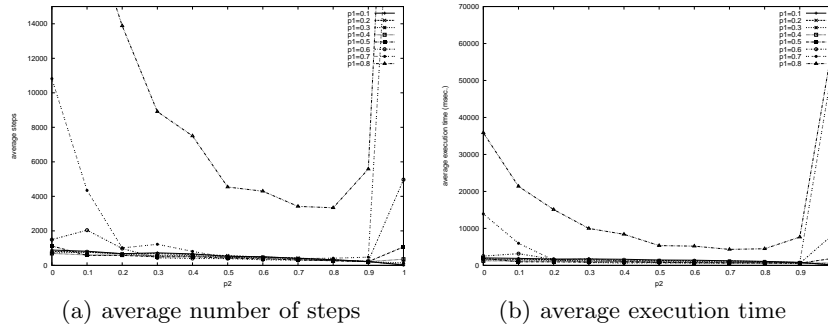 14000
12000
10000
8000
6000
4000
2000
0
average steps
0 0.1 0.2 0.3 0.4 0.5 0.6 0.7 0.8 0.9 1
p2
p1=0.1
p1=0.2
p1=0.3
p1=0.4
p1=0.5
p1=0.6
p1=0.7
p1=0.8
(a) average number of steps
70000
60000
50000
40000
30000
20000
10000
0
average execution time (msec.)
0 0.1 0.2 0.3 0.4 0.5 0.6 0.7 0.8 0.9
p2
p1=0.1
p1=0.2
p1=0.3
p1=0.4
p1=0.5
p1=0.6
p1=0.7
p1=0.8
(b) average execution time